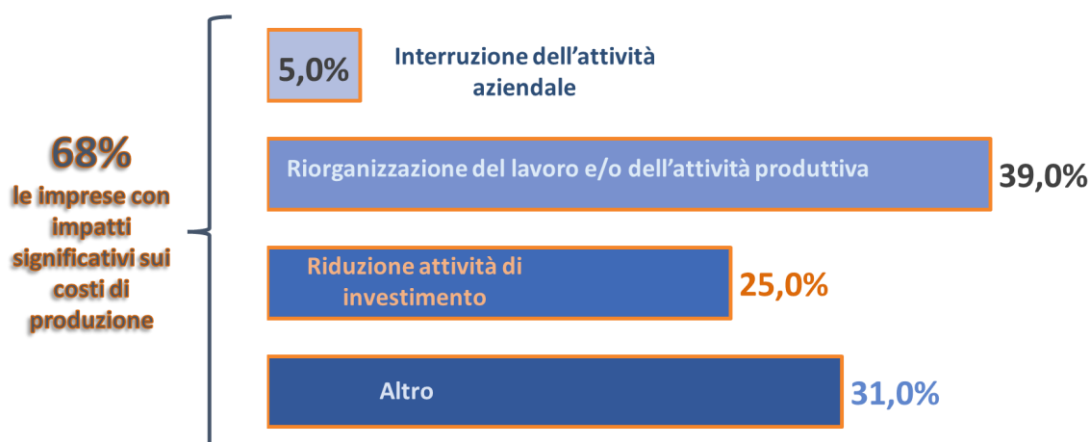 68%
le imprese con
impatti
significativi sui
costi di
produzione
5,0%
Interruzione dell'attività
aziendale
Riorganizzazione del lavoro e/o dell'attività produttiva
39,0%
Riduzione attività di
investimento
25,0%
Altro
31,0%